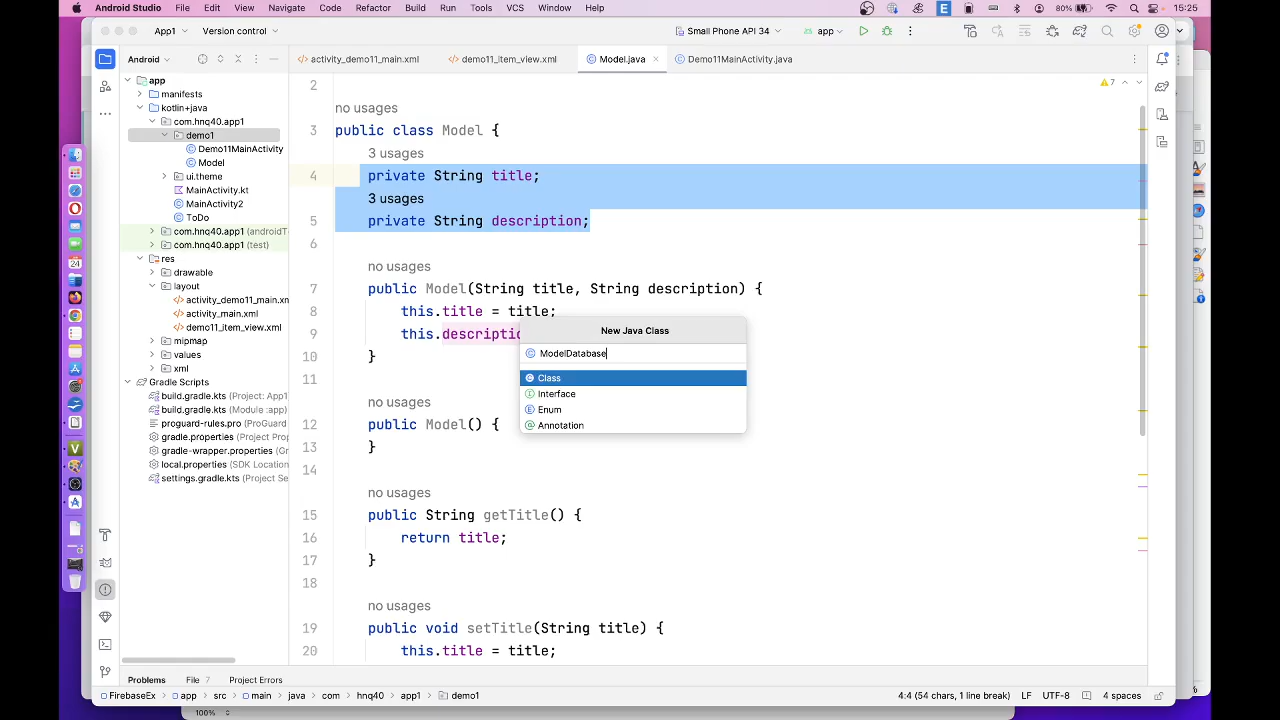 Android Studio File Edit View Navigate Code Refactor Build Run Tools VCS Window Help 80% 15:25
App1 Version control Small Phone API 34 app
Android activity_demo11_main.xml demo11_item_view.xml Model.java Demo11MainActivity.java
app
manifests
kotlin+java
com.hnq40.app1
demo1
Demo11MainActivity
Model
ui.theme
MainActivity.kt
MainActivity2
ToDo
com.hnq40.app1 (androidT
com.hnq40.app1 (test)
res
drawable
layout
activity_demo11_main.xm
activity_main.xml
demo11_item_view.xml
mipmap
values
xml
Gradle Scripts
build.gradle.kts (Project: App1
build.gradle.kts (Module :app)
proguard-rules.pro (ProGuard
gradle.properties (Project Prop
gradle-wrapper.properties
local.properties (SDK Location
settings.gradle.kts (Project Se
7
2
no usages
3 public class Model {
3 usages
4 private String title;
3 usages
5 private String description;
6
no usages
7 public Model(String title, String description) {
8 this.title = title;
9 this.descriptio
10 }
11
no usages
12 public Model() {
13 }
14
no usages
15 public String getTitle() {
16 return title;
17 }
18
no usages
19 public void setTitle(String title) {
20 this.title = title;
New Java Class
ModelDatabase
Class
Interface
Enum
Annotation
Problems File 7 Project Errors
FirebaseEx app src main java com hnq40 app1 demo1 4:4 (54 chars, 1 line break) LF UTF-8 4 spaces
100%